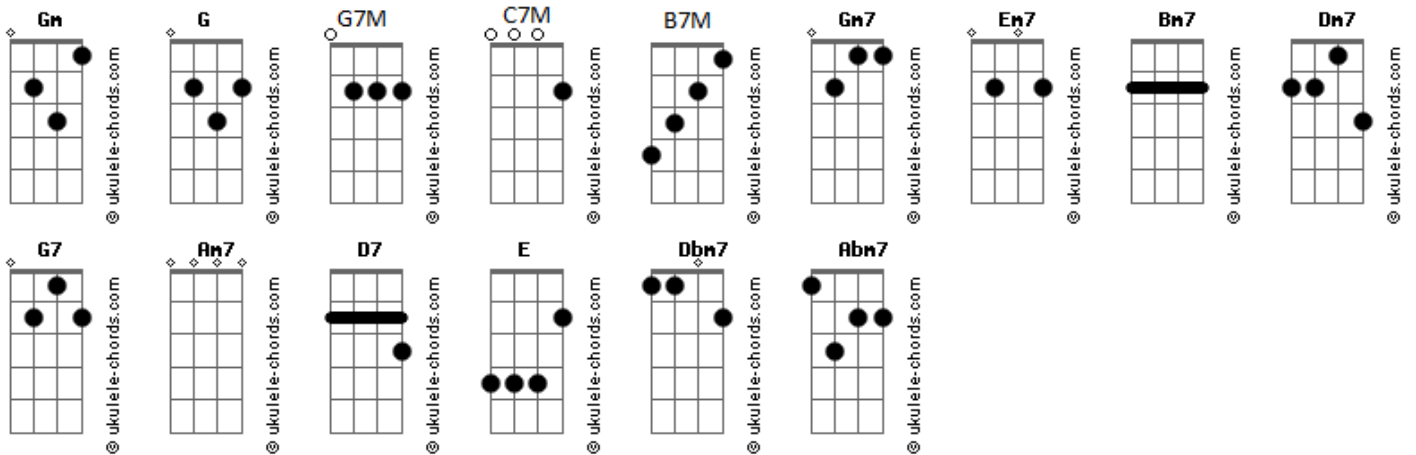 Gm G G7M C7M B7M Gm7 Em7 Bm7 Dm7
© ukulele-chords.com © ukulele-chords.com © ukulele-chords.com © ukulele-chords.com © ukulele-chords.com © ukulele-chords.com © ukulele-chords.com © ukulele-chords.com © ukulele-chords.com
G7 Am7 D7 E Dbm7 Abm7
© ukulele-chords.com © ukulele-chords.com © ukulele-chords.com © ukulele-chords.com © ukulele-chords.com © ukulele-chords.com